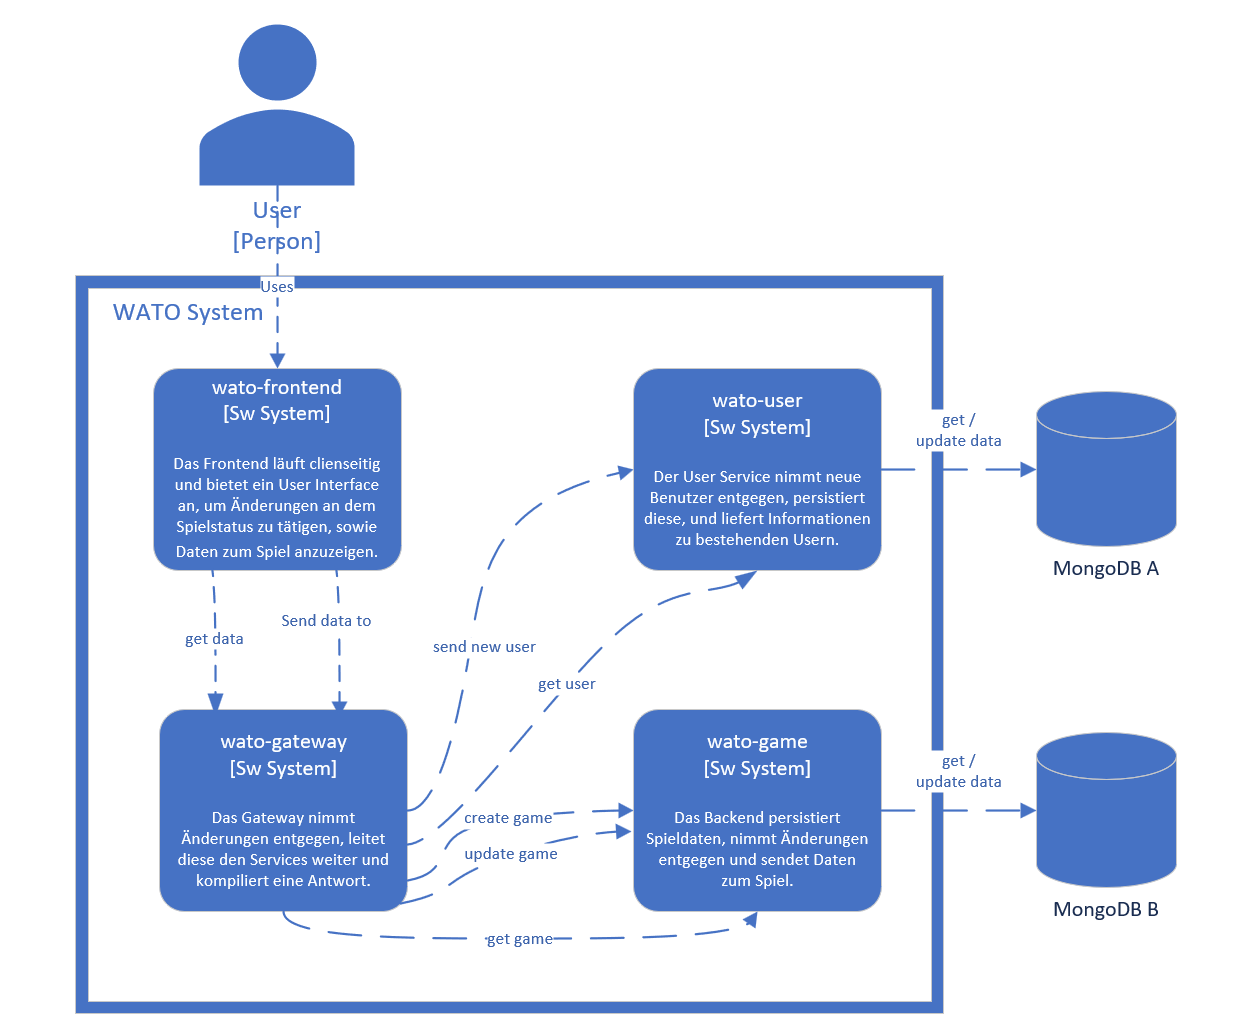 User
[Person]
Uses
WATO System
wato-frontend
[Sw System]
Das Frontend läuft clienseitig
und bietet ein User Interface
an, um Änderungen an dem
Spielstatus zu tätigen, sowie
Daten zum Spiel anzuzeigen.
wato-user
[Sw System]
Der User Service nimmt neue
Benutzer entgegen, persistiert
diese, und liefert Informationen
zu bestehenden Usern.
get /
update data
MongoDB A
get data
Send data to
send new user
get user
wato-gateway
[Sw System]
Das Gateway nimmt
Änderungen entgegen, leitet
diese den Services weiter und
kompiliert eine Antwort.
create game
update game
get game
wato-game
[Sw System]
Das Backend persistiert
Spieldaten, nimmt Änderungen
entgegen und sendet Daten
zum Spiel.
get /
update data
MongoDB B